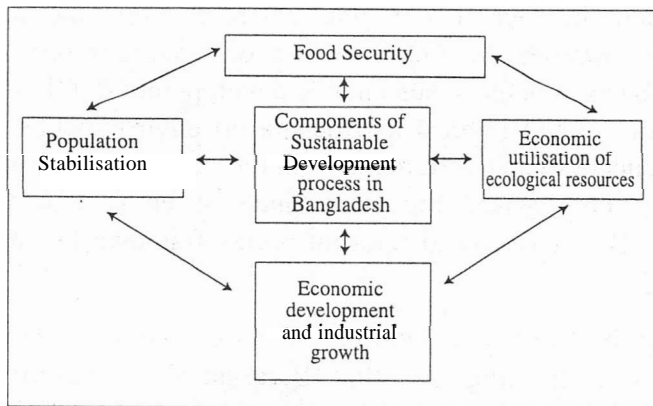 Food Security
Population
Stabilisation
Components of
Sustainable
Development
process in
Bangladesh
Economic
utilisation of
ecological resources
Economic
development
and industrial
growth